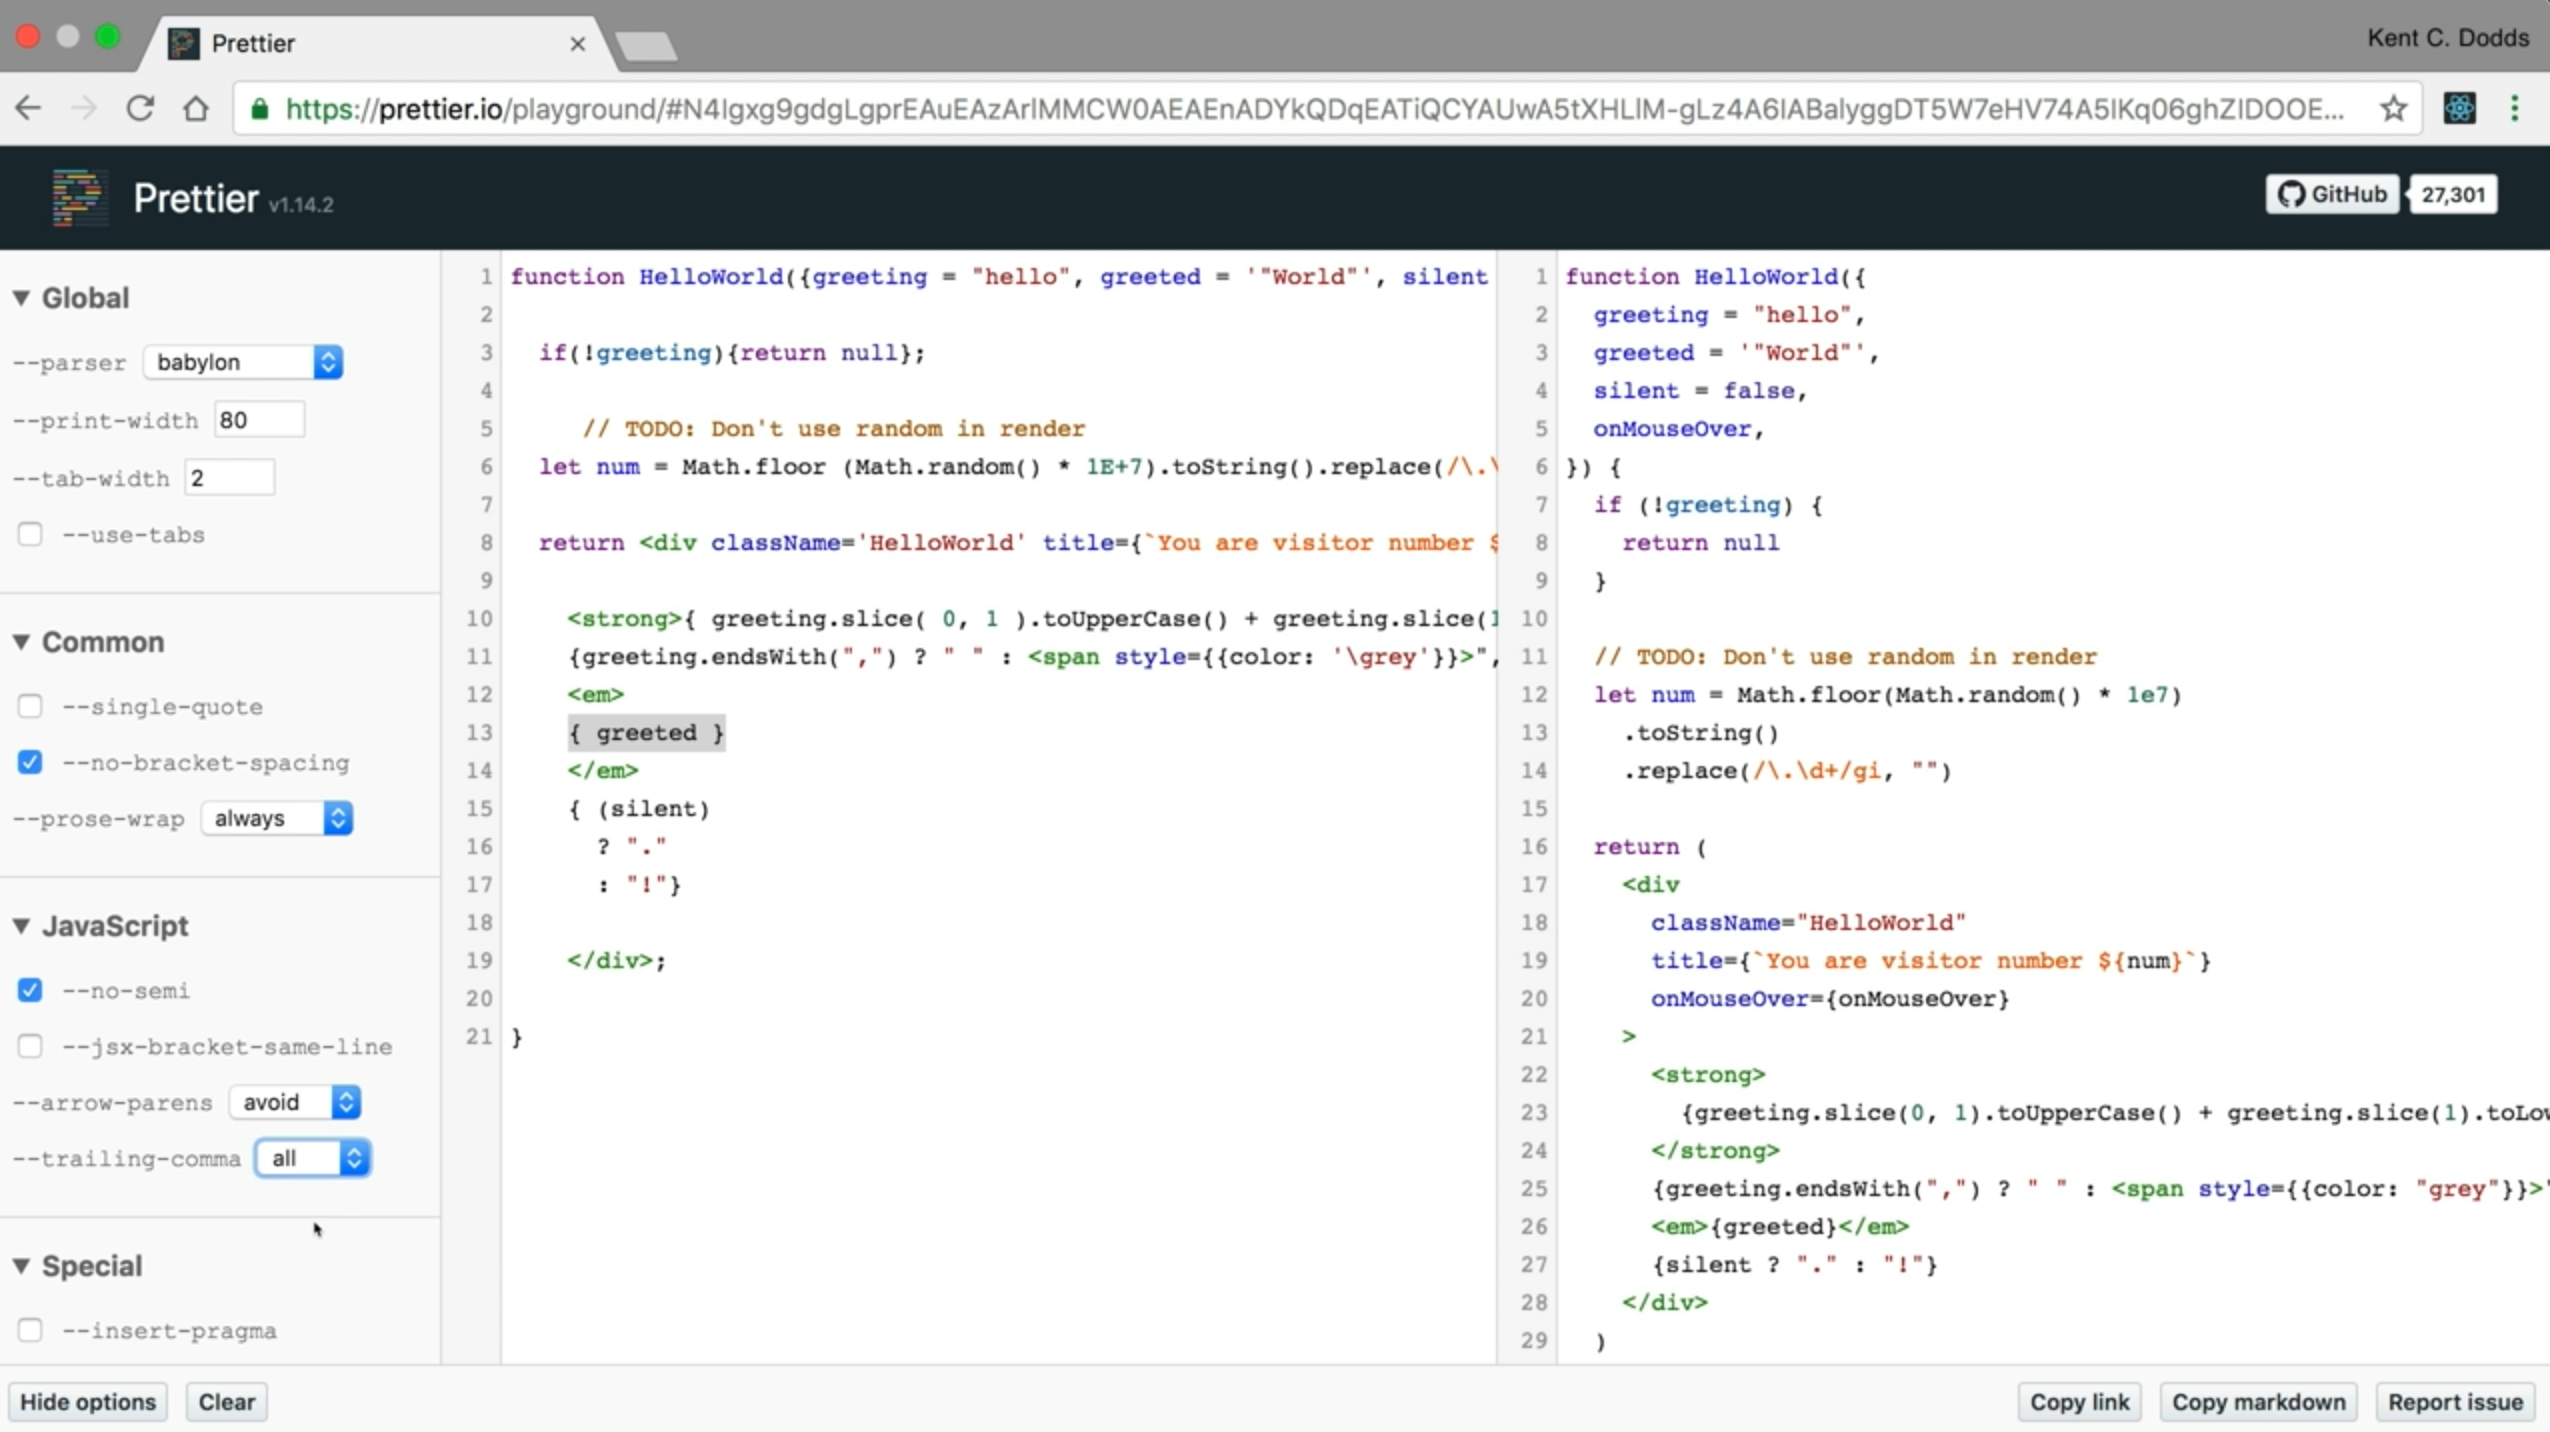 Prettier
Kent C. Dodds
https://prettier.io/playground/#N4Igxg9gdgLgprEAuEAzArlMMCW0AEAEnADYkQDqEATiQCYAUwA5tXHLIM-gLz4A6IABalyggDT5W7eHV74A5IKq06ghZIDOOE...
Prettier v1.14.2
GitHub 27,301
Global
--parser babylon
--print-width 80
--tab-width 2
--use-tabs
Common
--single-quote
--no-bracket-spacing
--prose-wrap always
JavaScript
--no-semi
--jsx-bracket-same-line
--arrow-parens avoid
--trailing-comma all
Special
--insert-pragma
1 function HelloWorld({greeting = "hello", greeted = '"World"', silent
2
3 if(!greeting){return null};
4
5 // TODO: Don't use random in render
6 let num = Math.floor (Math.random() * 1E+7).toString().replace(/\.\
7
8 return <div className='HelloWorld' title={`You are visitor number $
9
10 <strong>{ greeting.slice( 0, 1 ).toUpperCase() + greeting.slice(1
11 {greeting.endsWith(",") ? " " : <span style={{color: '\grey'}}>",
12 <em>
13 { greeted }
14 </em>
15 { (silent)
16 ? "."
17 : "!"}
18
19 </div>;
20
21 }
1 function HelloWorld({
2 greeting = "hello",
3 greeted = '"World"',
4 silent = false,
5 onMouseOver,
6 }) {
7 if (!greeting) {
8 return null
9 }
10
11 // TODO: Don't use random in render
12 let num = Math.floor(Math.random() * 1e7)
13 .toString()
14 .replace(/\.\d+/gi, "")
15
16 return (
17 <div
18 className="HelloWorld"
19 title={`You are visitor number ${num}`}
20 onMouseOver={onMouseOver}
21 >
22 <strong>
23 {greeting.slice(0, 1).toUpperCase() + greeting.slice(1).toLow
24 </strong>
25 {greeting.endsWith(",") ? " " : <span style={{color: "grey"}}>"
26 <em>{greeted}</em>
27 {silent ? "." : "!"}
28 </div>
29 )
Hide options
Clear
Copy link
Copy markdown
Report issue